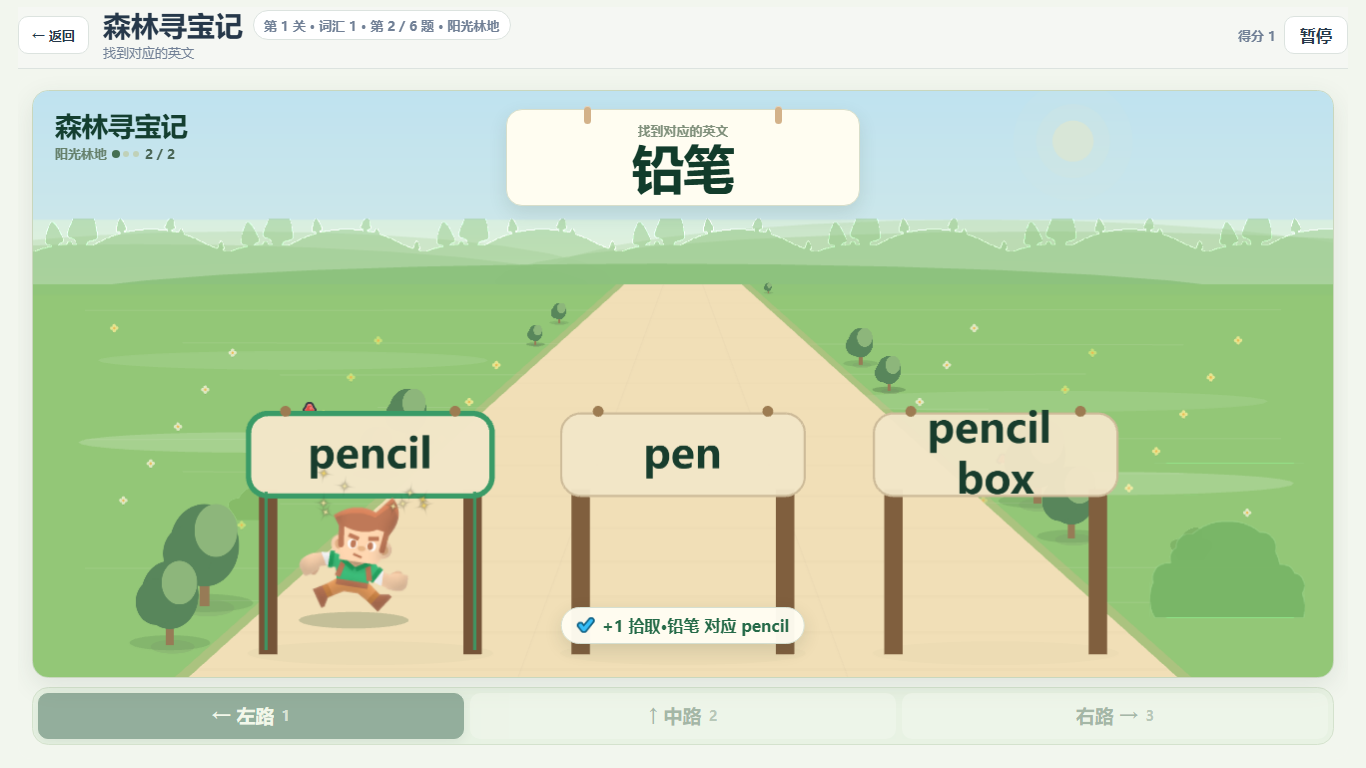 ← 返回
森林寻宝记
第 1 关 • 词汇 1 • 第 2 / 6 题 • 阳光林地
找到对应的英文
得分 1
暂停
森林寻宝记
阳光林地 2 / 2
找到对应的英文
铅笔
pencil
pen
pencil
box
+1 拾取•铅笔 对应 pencil
← 左路 1
↑ 中路 2
右路 → 3